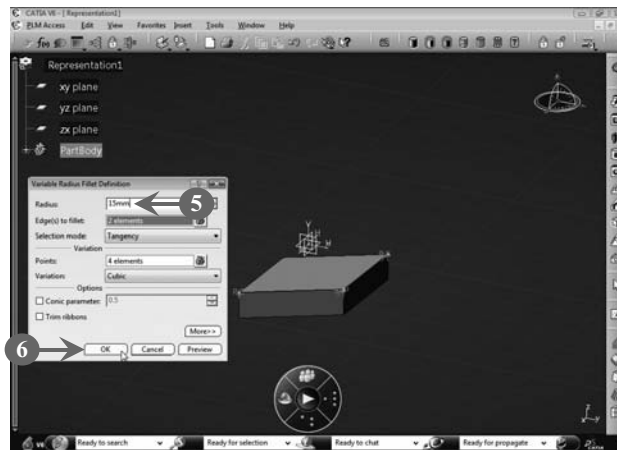 CATIA V6 - [ Representation1]
PLM Access Edit View Favorites Insert Tools Window Help
Representation1
xy plane
yz plane
zx plane
PartBody
Variable Radius Fillet Definition
Radius: 15mm 5
Edge(s) to fillet: 2 elements
Selection mode: Tangency
Variation
Points: 4 elements
Variation: Cubic
Options
Conic parameter: 0.5
Trim ribbons
More>>
6 OK Cancel Preview
V6 Ready to search Ready for selection Ready to chat Ready for propagate